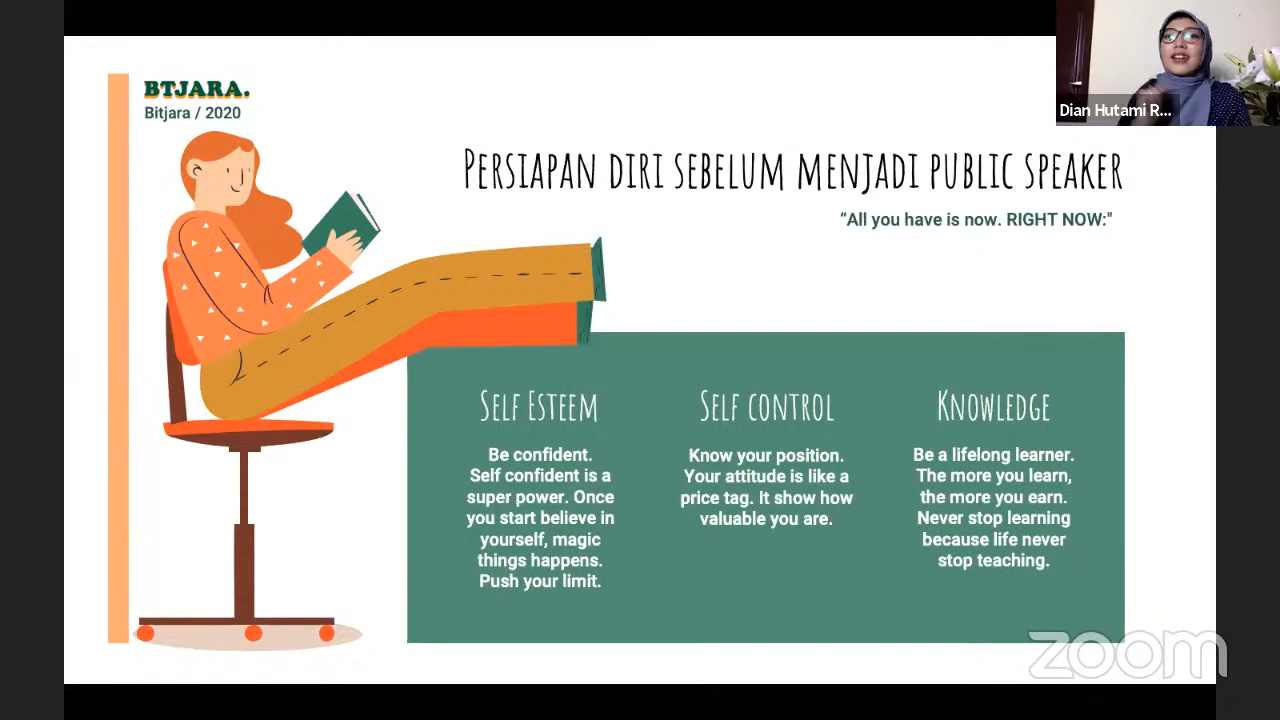 BTJARA.
Bitjara / 2020
Dian Hutami R...
PERSIAPAN DIRI SEBELUM MENJADI PUBLIC SPEAKER
“All you have is now. RIGHT NOW:"
SELF ESTEEM
Be confident.
Self confident is a
super power. Once
you start believe in
yourself, magic
things happens.
Push your limit.
SELF CONTROL
Know your position.
Your attitude is like a
price tag. It show how
valuable you are.
KNOWLEDGE
Be a lifelong learner.
The more you learn,
the more you earn.
Never stop learning
because life never
stop teaching.
zoom